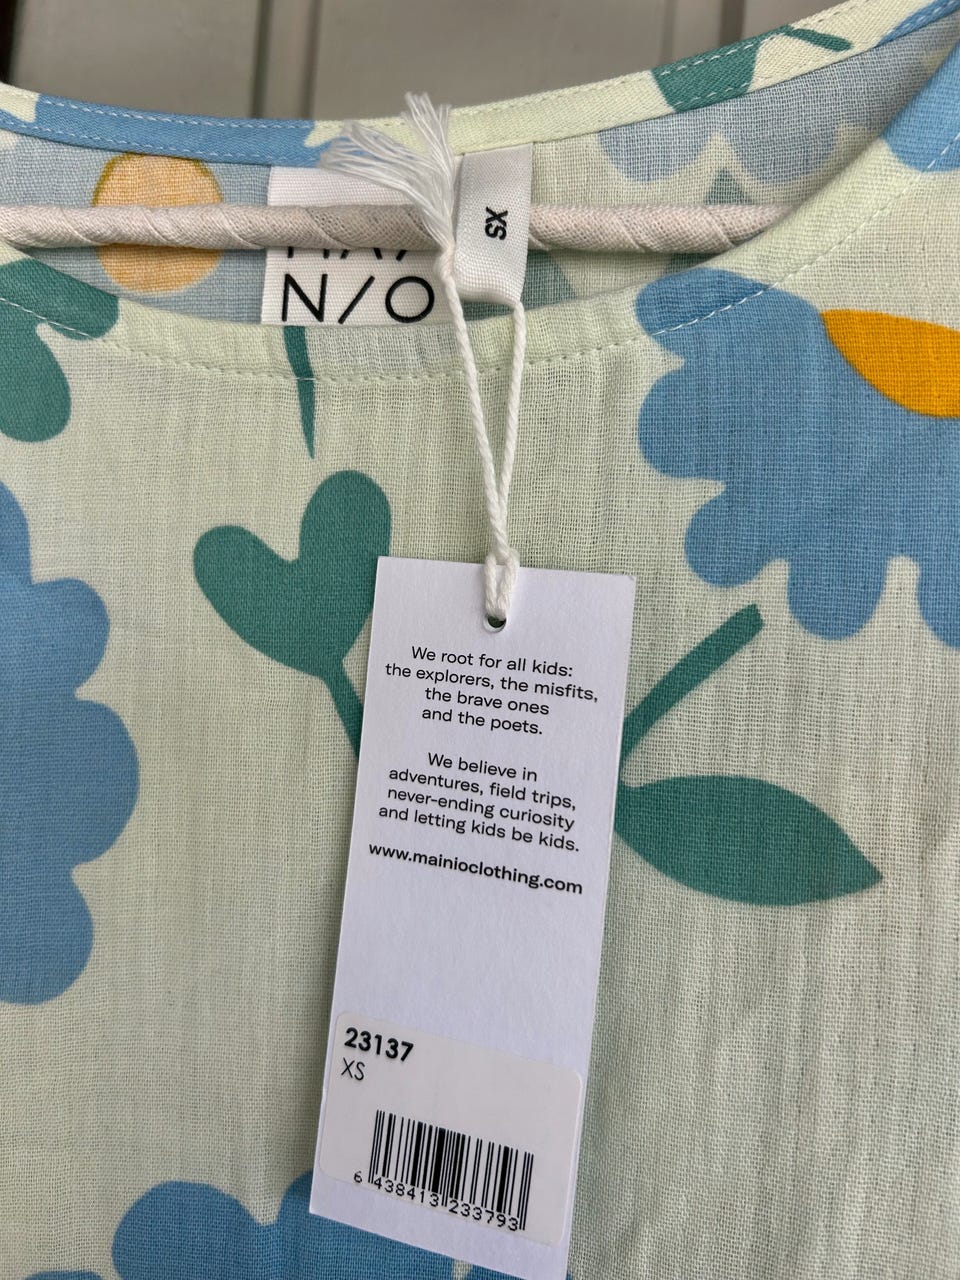 N/O
XS
We root for all kids:
the explorers, the misfits,
the brave ones
and the poets.
We believe in
adventures, field trips,
never-ending curiosity
and letting kids be kids.
www.mainioclothing.com
23137
XS
6 438413 233793